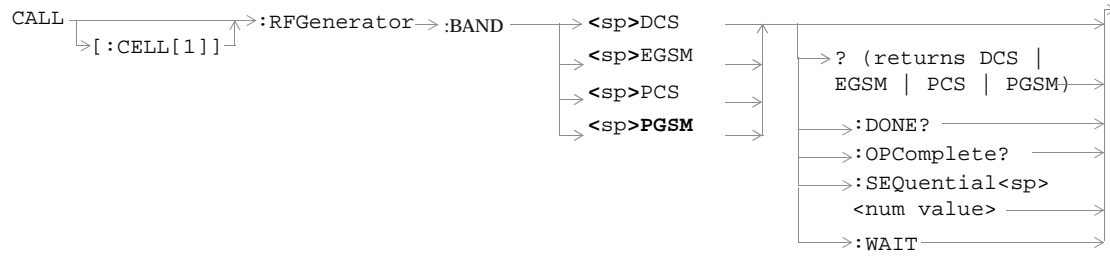 CALL
[:CELL[1]]
:RFGenerator
:BAND
<sp>DCS
<sp>EGSM
<sp>PCS
<sp>PGSM
? (returns DCS |
EGSM | PCS | PGSM)
:DONE?
:OPComplete?
:SEQuential<sp>
<num value>
:WAIT